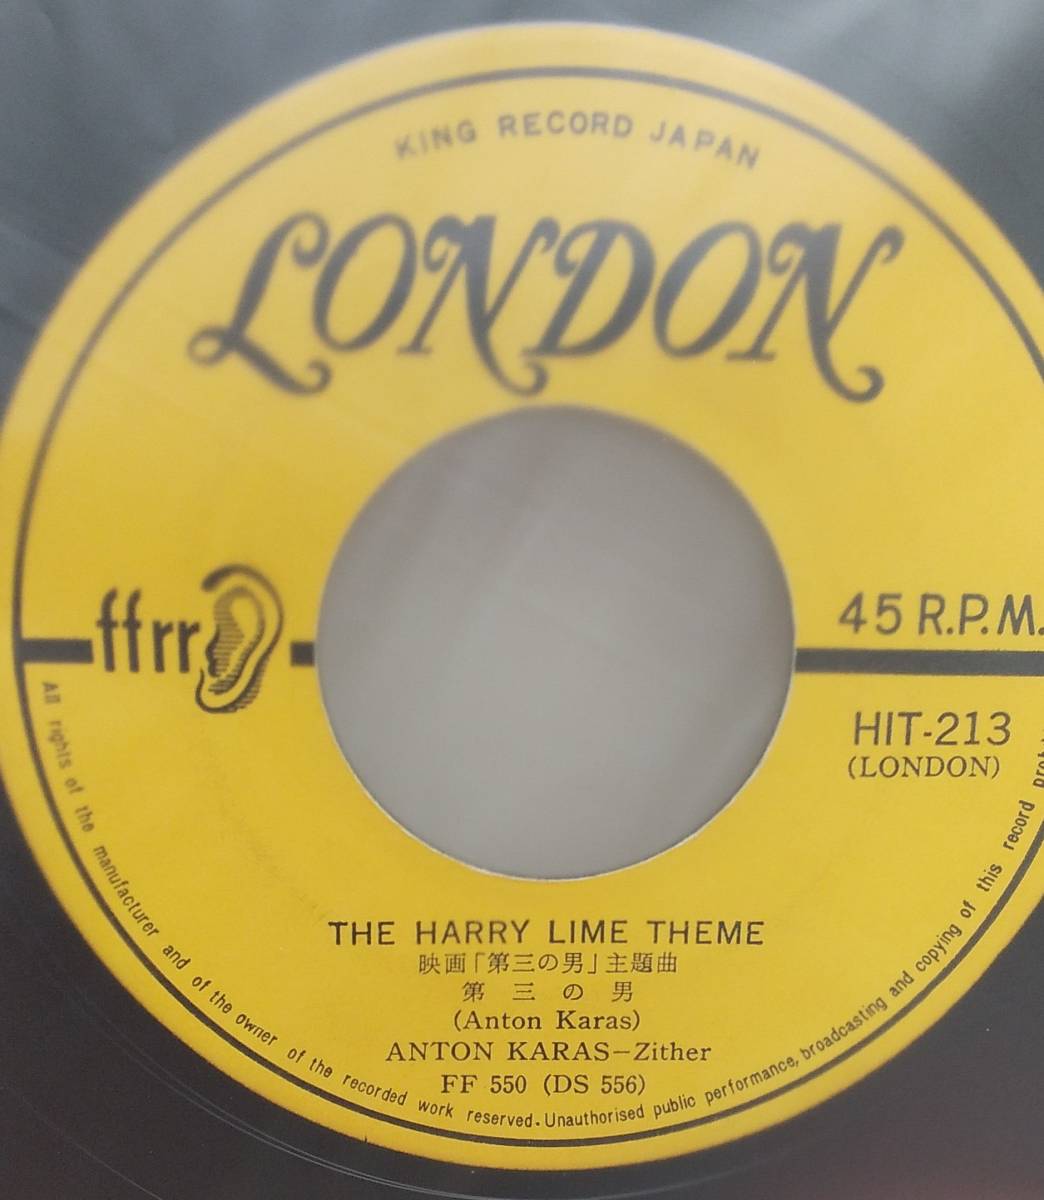 KING RECORD JAPAN
LONDON
ffrr
45 R.P.M.
HIT-213
(LONDON)
THE HARRY LIME THEME
映画「第三の男」主題曲
第三の男
(Anton Karas)
ANTON KARAS-Zither
FF 550 (DS 556)
All rights of the manufacturer and of the owner of the recorded work reserved. Unauthorised public performance, broadcasting and copying of this record